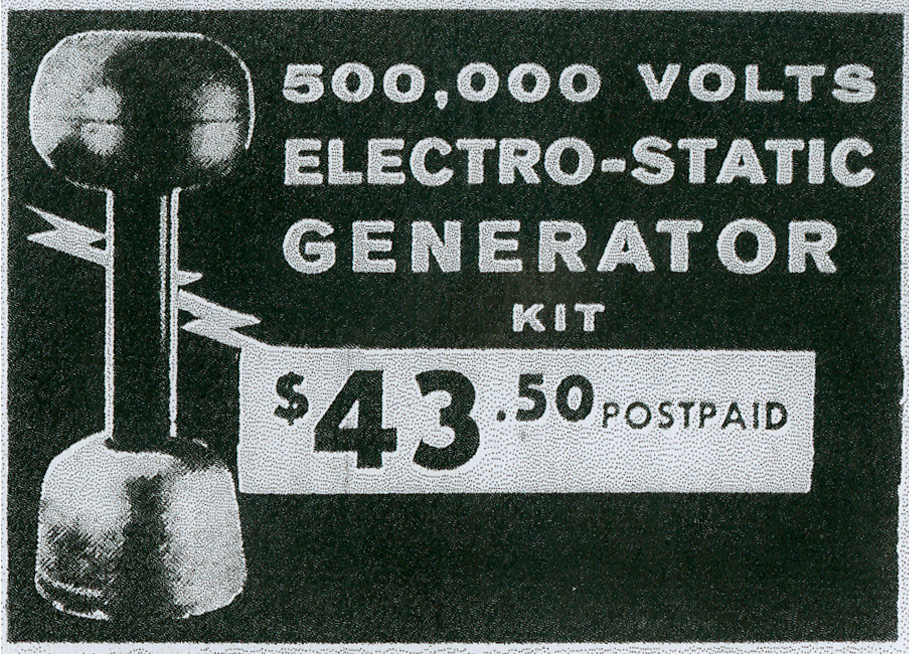 500,000 VOLTS
ELECTRO-STATIC
GENERATOR
KIT
$43.50 POSTPAID